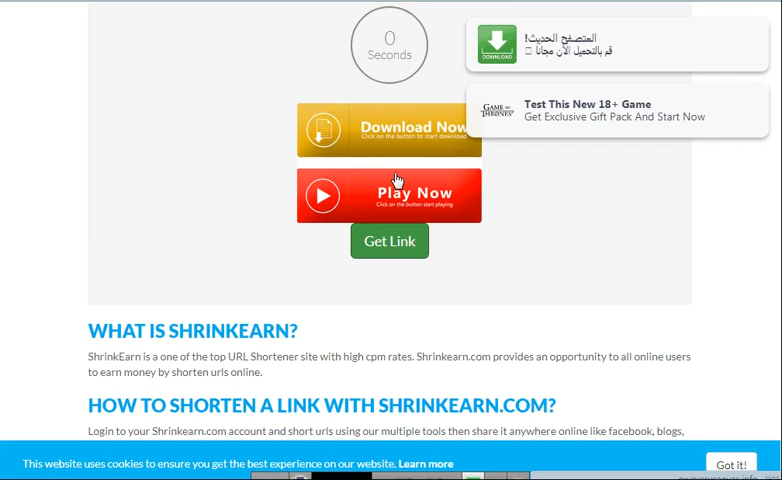 0
Seconds
المتصفح الحديث!
قم بالتحميل الآن مجانا
DOWNLOAD
GAME OF
THRONES
Test This New 18+ Game
Get Exclusive Gift Pack And Start Now
Download Now
Click on the button to start download
Play Now
Click on the button start playing
Get Link
WHAT IS SHRINKEARN?
ShrinkEarn is a one of the top URL Shortener site with high cpm rates. Shrinkearn.com provides an opportunity to all online users
to earn money by shorten urls online.
HOW TO SHORTEN A LINK WITH SHRINKEARN.COM?
Login to your Shrinkearn.com account and short urls using our multiple tools then share it anywhere online like facebook, blogs,
This website uses cookies to ensure you get the best experience on our website. Learn more
Got it!